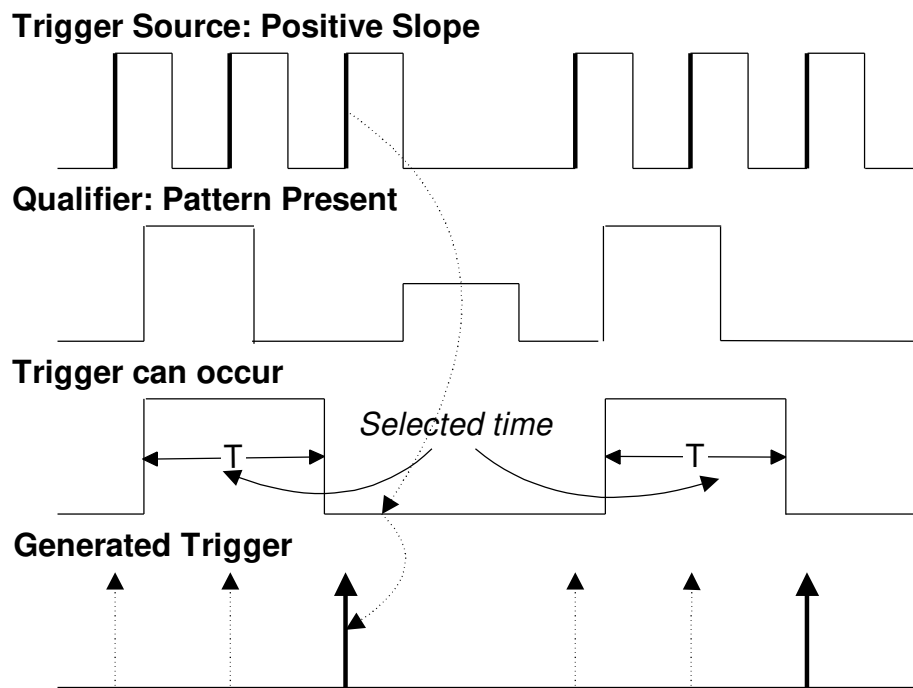 Trigger Source: Positive Slope
Qualifier: Pattern Present
Trigger can occur
Selected time
T
T
Generated Trigger